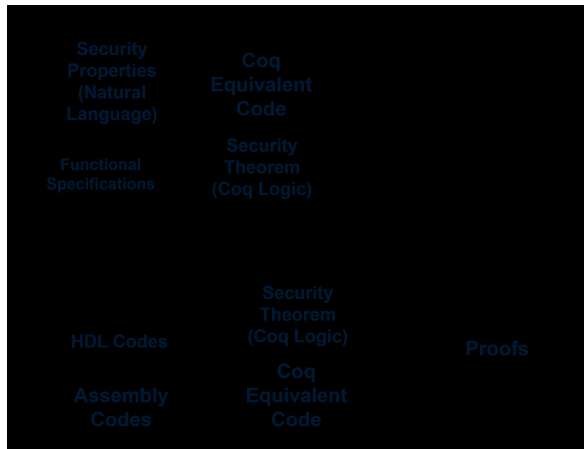 Security
Properties
(Natural
Language)
Coq
Equivalent
Code
Functional
Specifications
Security
Theorem
(Coq Logic)
HDL Codes
Security
Theorem
(Coq Logic)
Proofs
Assembly
Codes
Coq
Equivalent
Code